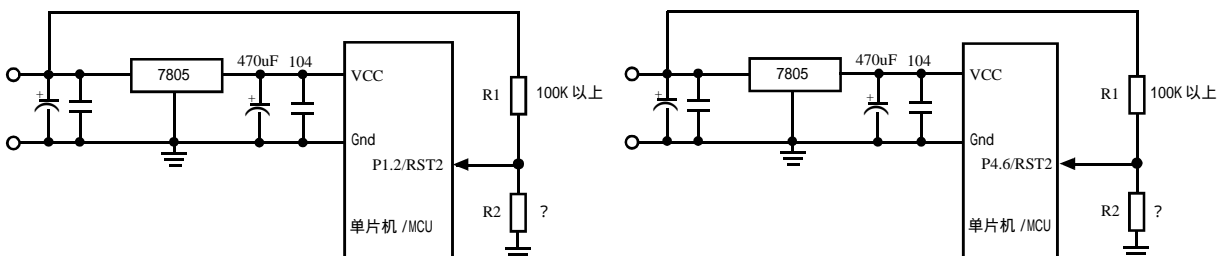 7805
470uF 104
VCC
R1 100K 以上
Gnd
P1.2/RST2
R2 ?
单片机 /MCU
7805
470uF 104
VCC
R1 100K 以上
Gnd
P4.6/RST2
R2 ?
单片机 /MCU